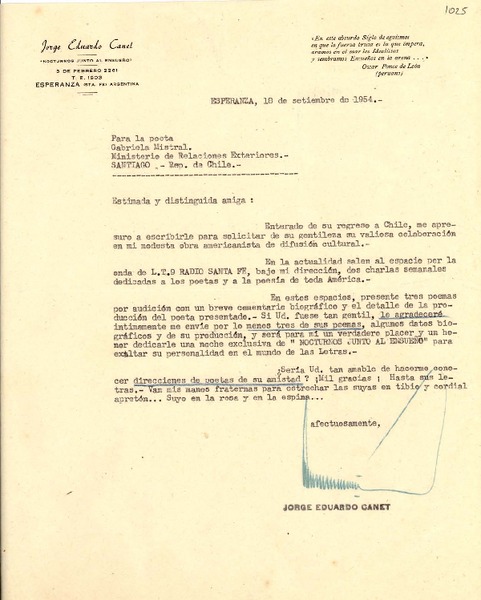 1025
Jorge Eduardo Canet
"NOCTURNOS JUNTO AL ENSUEÑO"
3 DE FEBRERO 2261
T. E. 1203
ESPERANZA (STA. FE) ARGENTINA
"En este absurdo Siglo de egoísmos
en que la fuerza bruta es la que impera,
aramos en el mar los Idealistas
y sembramos Ensueños en la arena . . ."
Oscar Ponce de León
(peruano)
ESPERANZA, 18 de setiembre de 1954.-
Para la poeta
Gabriela Mistral.
Ministerio de Relaciones Exteriores.-
SANTIAGO .- Rep. de Chile.-
Estimada y distinguida amiga :
Enterado de su regreso a Chile, me apre-
suro a escribirle para solicitar de su gentileza su valiosa colaboración
en mi modesta obra americanista de difusión cultural.-
En la actualidad salen al espacio por la
onda de L.T.9 RADIO SANTA FE, bajo mi dirección, dos charlas semanales
dedicadas a los poetas y a la poesía de toda América.-
En estos espacios, presento tres poemas
por audición con un breve comentario biográfico y el detalle de la pro-
ducción del poeta presentado.- Si Ud. fuese tan gentil, le agradeceré
intimamente me envíe por lo menos tres de sus poemas, algunos datos bio-
gráficos y de su producción, y será para mí un verdadero placer y un ho-
nor dedicarle una noche exclusiva de " NOCTURNOS JUNTO AL ENSUEÑO" para
exaltar su personalidad en el mundo de las Letras.-
¿Sería Ud. tan amable de hacerme cono-
cer direcciones de poetas de su amistad ? ¡Mil gracias ¡ Hasta sus le-
tras.- Van mis manos fraternas para estrechar las suyas en tibio y cordial
apretón... Suyo en la rosa y en la espina...
afectuosamente,
JORGE EDUARDO CANET